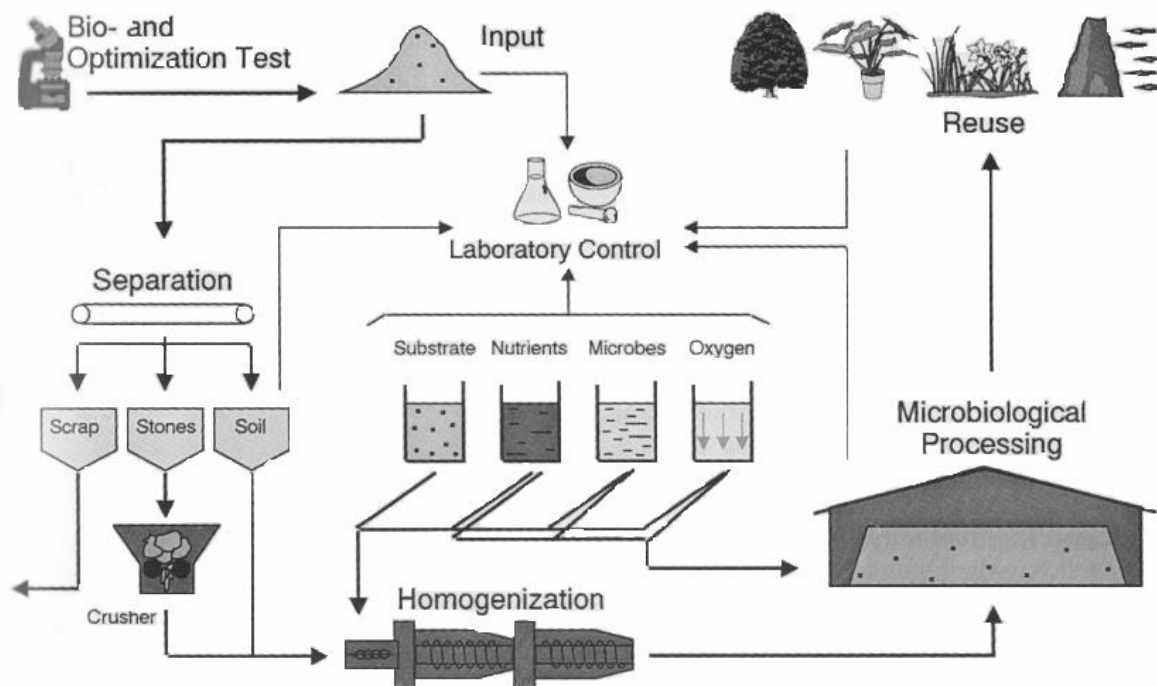 Bio- and
Optimization Test
Input
Reuse
Laboratory Control
Separation
Substrate Nutrients Microbes Oxygen
Scrap Stones Soil
Microbiological
Processing
Crusher
Homogenization